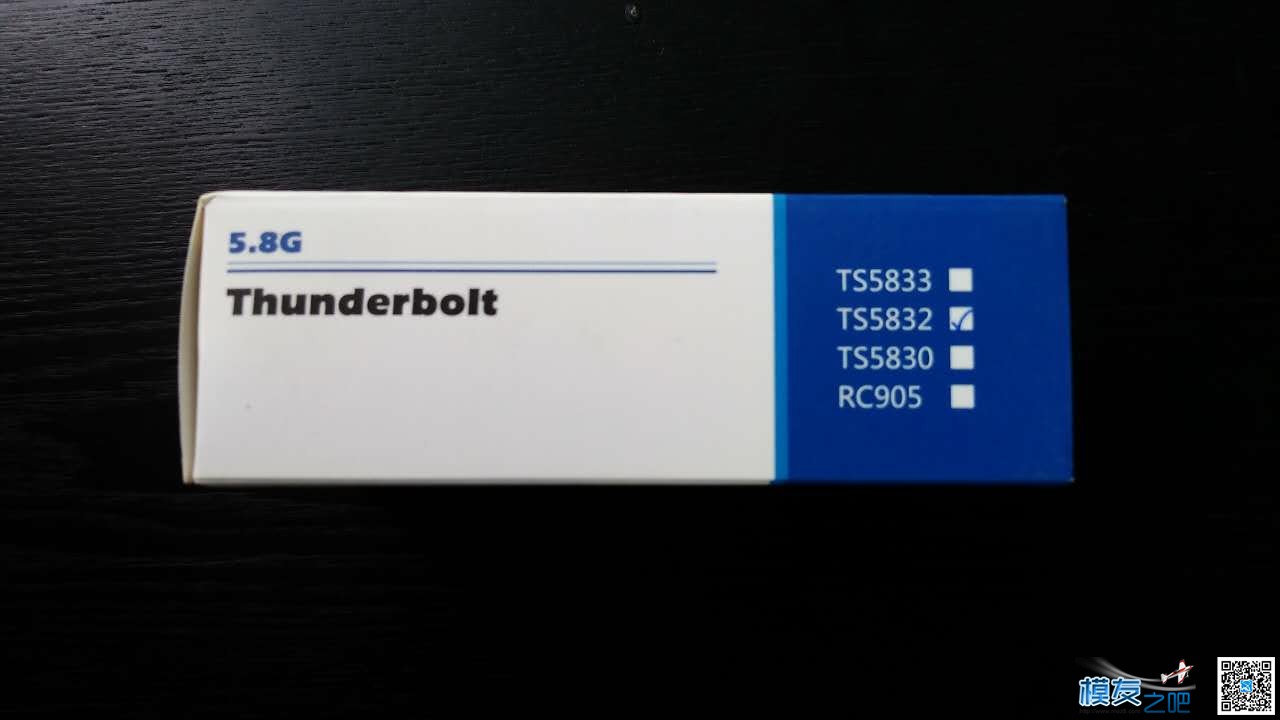 5.8G
Thunderbolt
TS5833
TS5832
TS5830
RC905
模友之吧